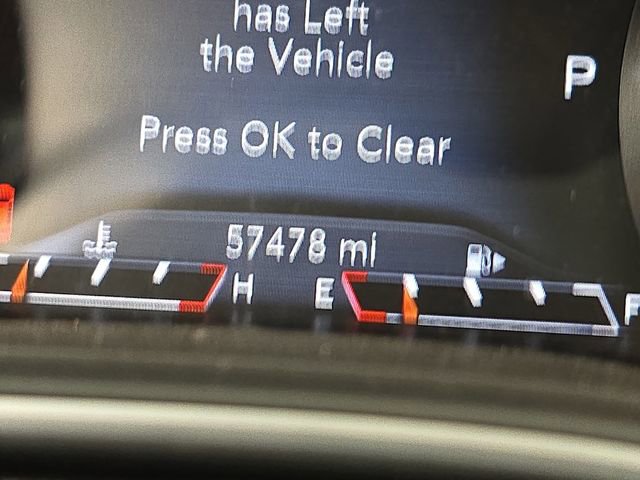 has Left
the Vehicle
P
Press OK to Clear
57478 mi
H
E
F